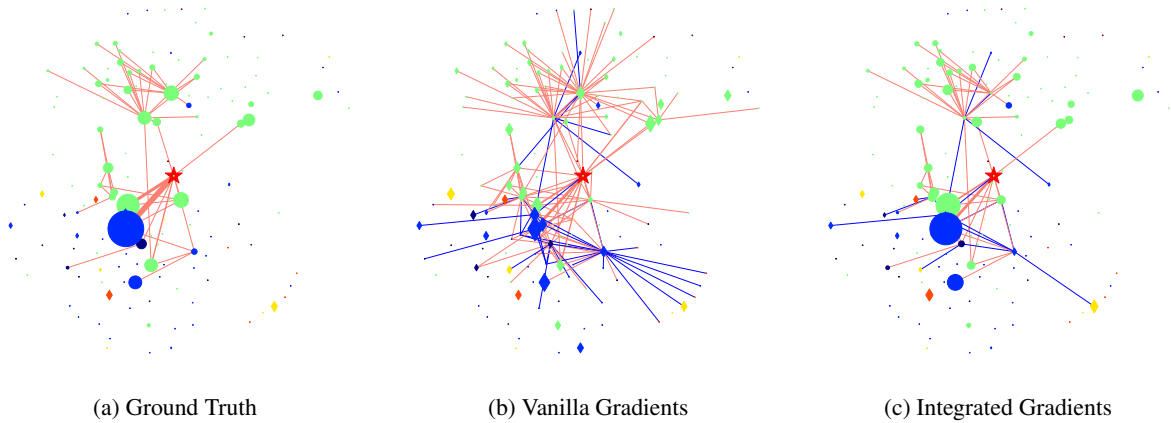 (a) Ground Truth
(b) Vanilla Gradients
(c) Integrated Gradients